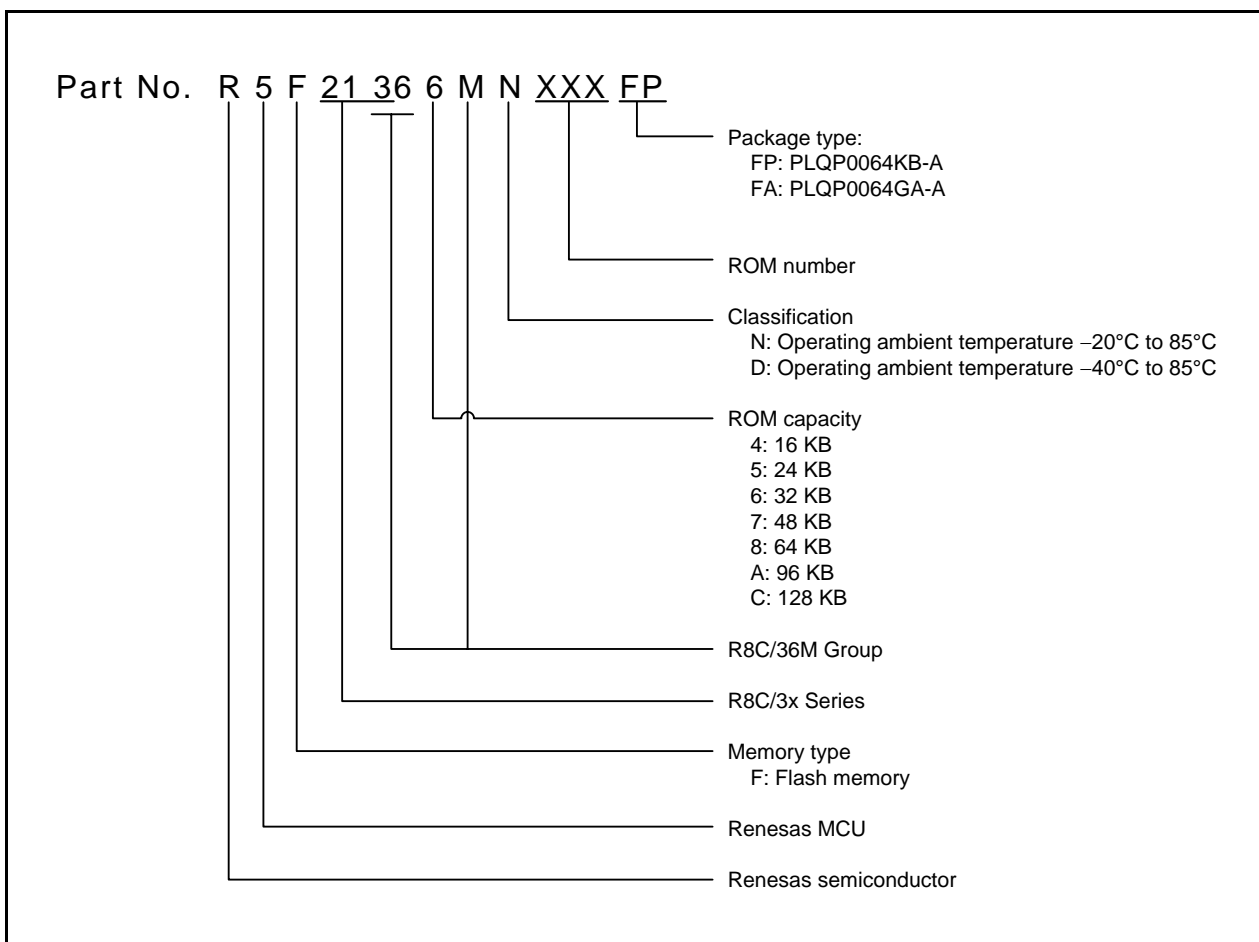 Part No. R 5 F 21 36 6 M N XXX FP
Package type:
FP: PLQP0064KB-A
FA: PLQP0064GA-A
ROM number
Classification
N: Operating ambient temperature −20°C to 85°C
D: Operating ambient temperature −40°C to 85°C
ROM capacity
4: 16 KB
5: 24 KB
6: 32 KB
7: 48 KB
8: 64 KB
A: 96 KB
C: 128 KB
R8C/36M Group
R8C/3x Series
Memory type
F: Flash memory
Renesas MCU
Renesas semiconductor